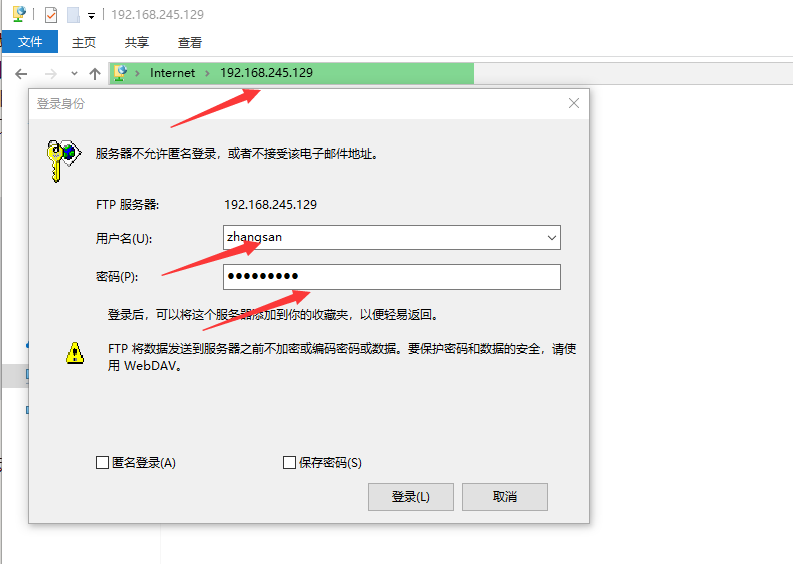 192.168.245.129
文件 主页 共享 查看
Internet 192.168.245.129
登录身份
服务器不允许匿名登录，或者不接受该电子邮件地址。
FTP 服务器: 192.168.245.129
用户名(U): zhangsan
密码(P): ●●●●●●●●●
登录后，可以将这个服务器添加到你的收藏夹，以便轻易返回。
FTP 将数据发送到服务器之前不加密或编码密码或数据。要保护密码和数据的安全，请使
用 WebDAV。
匿名登录(A) 保存密码(S)
登录(L) 取消